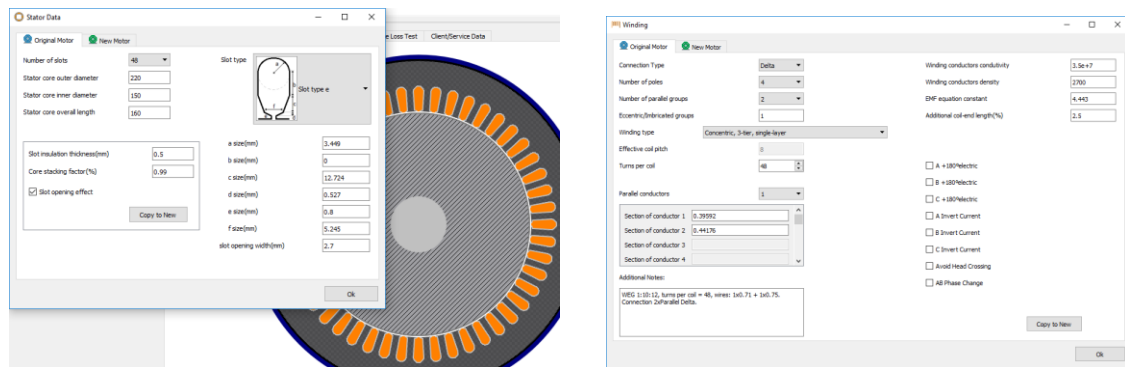 Stator Data
Original Motor
New Motor
Number of slots
48
Stator core outer diameter
220
Stator core inner diameter
150
Stator core overall length
160
Slot type
Slot type e
Slot insulation thickness(mm)
0.5
Core stacking factor(%)
0.99
Slot opening effect
Copy to New
a size(mm)
3.449
b size(mm)
0
c size(mm)
12.724
d size(mm)
0.527
e size(mm)
0.8
f size(mm)
5.245
slot opening width(mm)
2.7
Ok
e Loss Test
Client/Service Data
Winding
Original Motor
New Motor
Connection Type
Delta
Number of poles
4
Number of parallel groups
2
Eccentric/Imbricated groups
1
Winding type
Concentric, 3-tier, single-layer
Effective coil pitch
Turns per coil
48
Parallel conductors
1
Section of conductor 1
0.39592
Section of conductor 2
0.44176
Section of conductor 3
Section of conductor 4
Additional Notes:
WEG 1:10:12, turns per coil = 48, wires: 1x0.71 + 1x0.75.
Connection 2xParallel Delta.
Winding conductors condutivity
3.5e+7
Winding conductors density
2700
EMF equation constant
4.443
Additional coil-end length(%)
2.5
A +180ºelectric
B +180ºelectric
C +180ºelectric
A Invert Current
B Invert Current
C Invert Current
Avoid Head Crossing
AB Phase Change
Copy to New
Ok